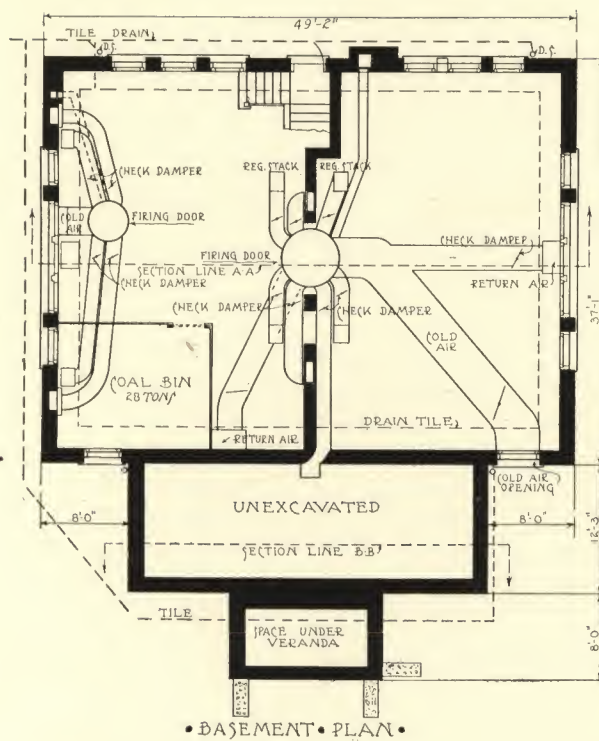 49'-2"
TILE DRAIN
D.S.
D.S.
CHECK DAMPER
REG. STACK
REG. STACK
COLD
AIR
FIRING DOOR
FIRING DOOR
CHECK DAMPER
SECTION LINE A-A
RETURN AIR
CHECK DAMPER
37'-1"
CHECK DAMPER
CHECK DAMPER
COLD
AIR
COAL BIN
28 TONS
DRAIN TILE
RETURN AIR
COLD AIR
OPENING
UNEXCAVATED
8'-0"
8'-0"
12'-3"
SECTION LINE B-B
TILE
SPACE UNDER
VERANDA
8'-0"
• BASEMENT • PLAN •